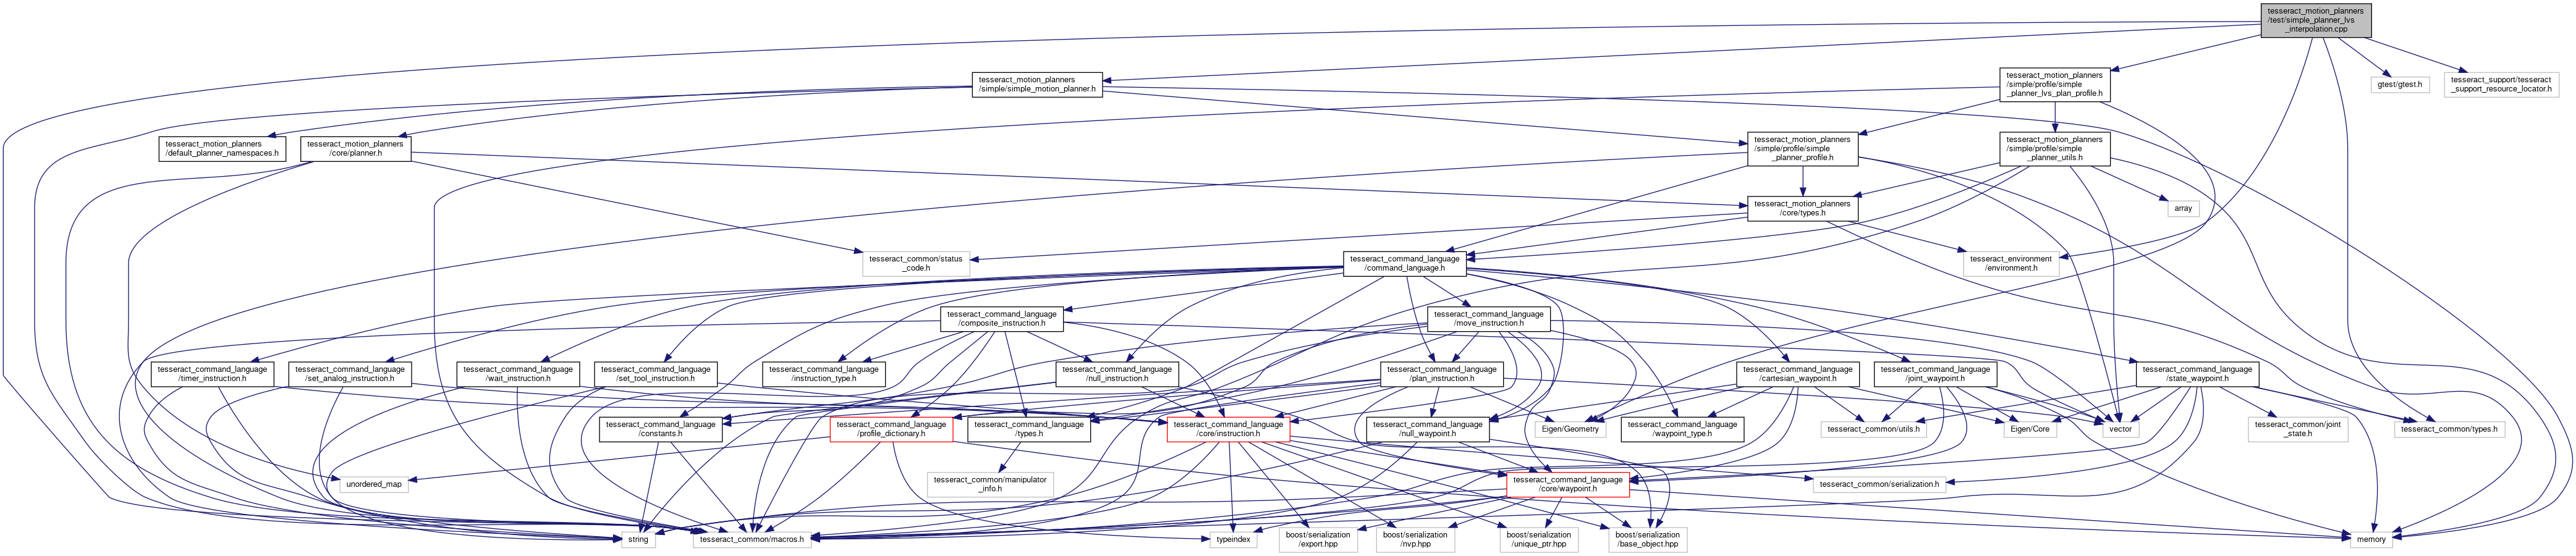 tesseract_motion_planners
/test/simple_planner_lvs
_interpolation.cpp
tesseract_motion_planners
/simple/simple_motion_planner.h
tesseract_motion_planners
/simple/profile/simple
_planner_lvs_plan_profile.h
gtest/gtest.h
tesseract_support/tesseract
_support_resource_locator.h
tesseract_motion_planners
/default_planner_namespaces.h
tesseract_motion_planners
/core/planner.h
tesseract_motion_planners
/simple/profile/simple
_planner_profile.h
tesseract_motion_planners
/simple/profile/simple
_planner_utils.h
tesseract_motion_planners
/core/types.h
array
tesseract_common/status
_code.h
tesseract_command_language
/command_language.h
tesseract_environment
/environment.h
tesseract_command_language
/composite_instruction.h
tesseract_command_language
/move_instruction.h
tesseract_command_language
/timer_instruction.h
tesseract_command_language
/set_analog_instruction.h
tesseract_command_language
/wait_instruction.h
tesseract_command_language
/set_tool_instruction.h
tesseract_command_language
/instruction_type.h
tesseract_command_language
/null_instruction.h
tesseract_command_language
/plan_instruction.h
tesseract_command_language
/cartesian_waypoint.h
tesseract_command_language
/joint_waypoint.h
tesseract_command_language
/state_waypoint.h
tesseract_command_language
/constants.h
tesseract_command_language
/profile_dictionary.h
tesseract_command_language
/types.h
tesseract_command_language
/core/instruction.h
tesseract_command_language
/null_waypoint.h
Eigen/Geometry
tesseract_command_language
/waypoint_type.h
tesseract_common/utils.h
Eigen/Core
vector
tesseract_common/joint
_state.h
tesseract_common/types.h
unordered_map
tesseract_common/manipulator
_info.h
tesseract_command_language
/core/waypoint.h
tesseract_common/serialization.h
string
tesseract_common/macros.h
typeindex
boost/serialization
/export.hpp
boost/serialization
/nvp.hpp
boost/serialization
/unique_ptr.hpp
boost/serialization
/base_object.hpp
memory